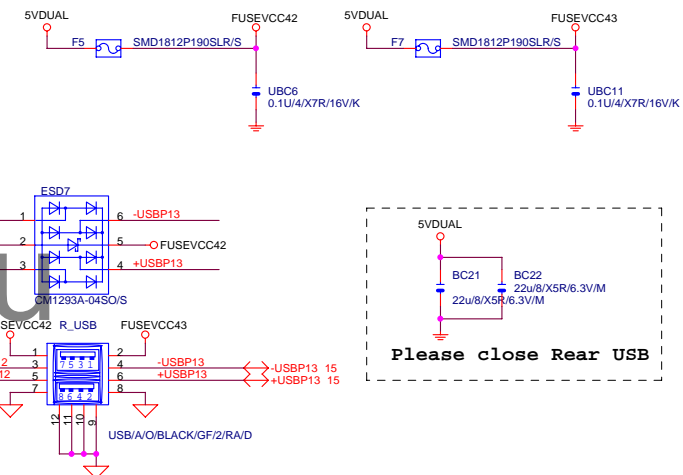 5VDUAL
FUSEVCC42
F5
SMD1812P190SLR/S
UBC6
0.1U/4/X7R/16V/K
5VDUAL
FUSEVCC43
F7
SMD1812P190SLR/S
UBC11
0.1U/4/X7R/16V/K
ESD7
1
6
-USBP13
2
5
FUSEVCC42
3
4
+USBP13
CM1293A-04SO/S
5VDUAL
BC21
22u/8/X5R/6.3V/M
BC22
22u/8/X5R/6.3V/M
Please close Rear USB
SEVCC42
R_USB
FUSEVCC43
1
2
2
3
7 5 3 1
4
-USBP13
-USBP13 15
12
5
6
+USBP13
+USBP13 15
7
8 6 4 2
8
12
11
10
9
USB/A/O/BLACK/GF/2/RA/D
u